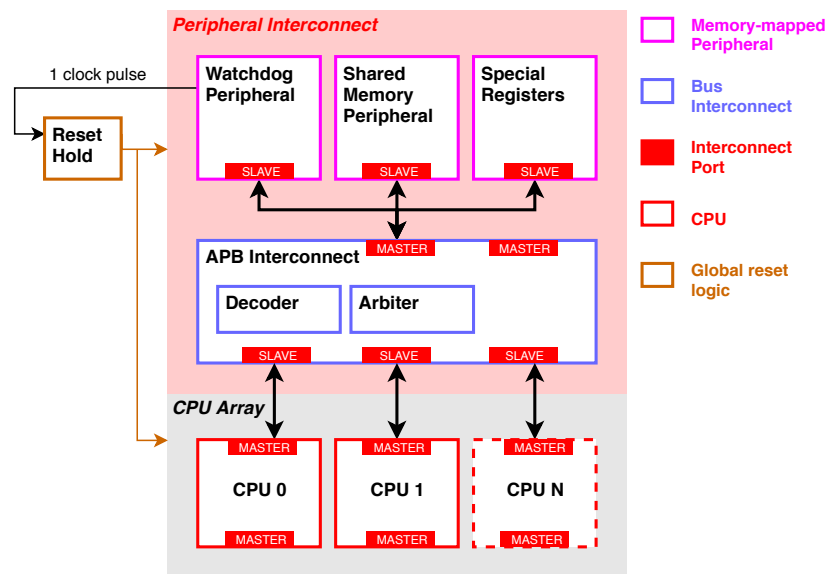 Peripheral Interconnect
1 clock pulse
Watchdog
Peripheral
Shared
Memory
Peripheral
Special
Registers
Reset
Hold
SLAVE
SLAVE
SLAVE
MASTER
MASTER
APB Interconnect
Decoder
Arbiter
SLAVE
SLAVE
SLAVE
CPU Array
MASTER
MASTER
MASTER
CPU 0
CPU 1
CPU N
MASTER
MASTER
MASTER
Memory-mapped
Peripheral
Bus
Interconnect
Interconnect
Port
CPU
Global reset
logic